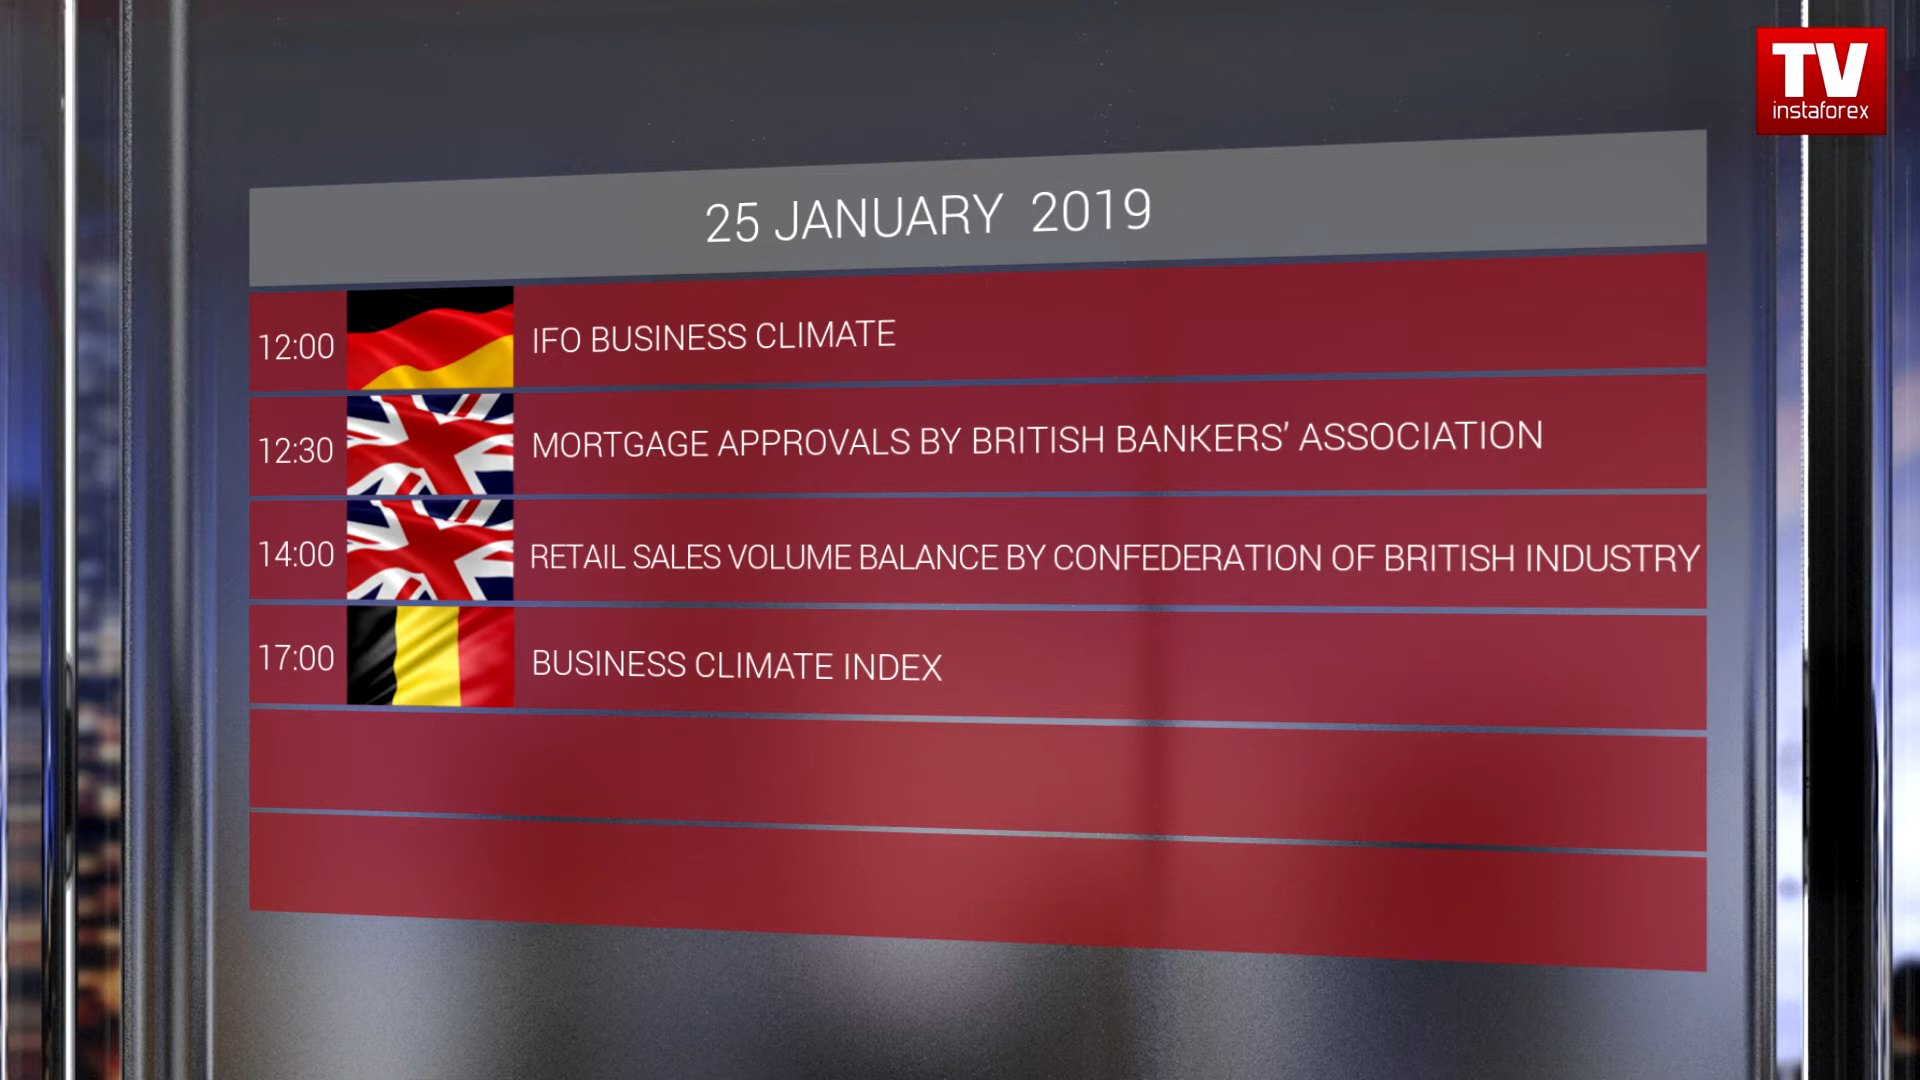 TV
instaforex
25 JANUARY 2019
12:00 IFO BUSINESS CLIMATE
12:30 MORTGAGE APPROVALS BY BRITISH BANKERS’ ASSOCIATION
14:00 RETAIL SALES VOLUME BALANCE BY CONFEDERATION OF BRITISH INDUSTRY
17:00 BUSINESS CLIMATE INDEX